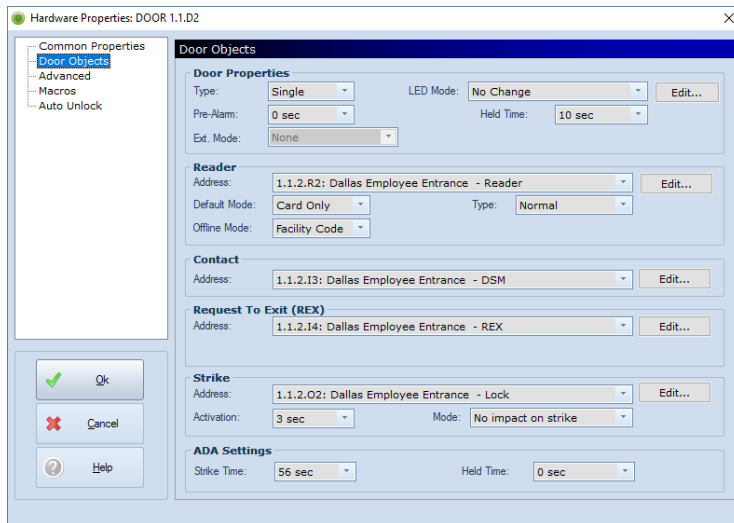 Hardware Properties: DOOR 1.1.D2
Common Properties
Door Objects
Advanced
Macros
Auto Unlock
Ok
Cancel
Help
Door Objects
Door Properties
Type: Single LED Mode: No Change Edit...
Pre-Alarm: 0 sec Held Time: 10 sec
Ext. Mode: None
Reader
Address: 1.1.2.R2: Dallas Employee Entrance - Reader Edit...
Default Mode: Card Only Type: Normal
Offline Mode: Facility Code
Contact
Address: 1.1.2.I3: Dallas Employee Entrance - DSM Edit...
Request To Exit (REX)
Address: 1.1.2.I4: Dallas Employee Entrance - REX Edit...
Strike
Address: 1.1.2.O2: Dallas Employee Entrance - Lock Edit...
Activation: 3 sec Mode: No impact on strike
ADA Settings
Strike Time: 56 sec Held Time: 0 sec